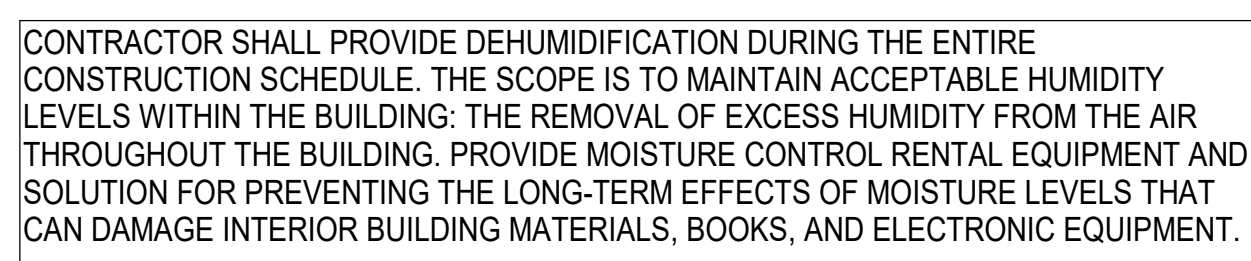 CONTRACTOR SHALL PROVIDE DEHUMIDIFICATION DURING THE ENTIRE
CONSTRUCTION SCHEDULE. THE SCOPE IS TO MAINTAIN ACCEPTABLE HUMIDITY
LEVELS WITHIN THE BUILDING: THE REMOVAL OF EXCESS HUMIDITY FROM THE AIR
THROUGHOUT THE BUILDING. PROVIDE MOISTURE CONTROL RENTAL EQUIPMENT AND
SOLUTION FOR PREVENTING THE LONG-TERM EFFECTS OF MOISTURE LEVELS THAT
CAN DAMAGE INTERIOR BUILDING MATERIALS, BOOKS, AND ELECTRONIC EQUIPMENT.